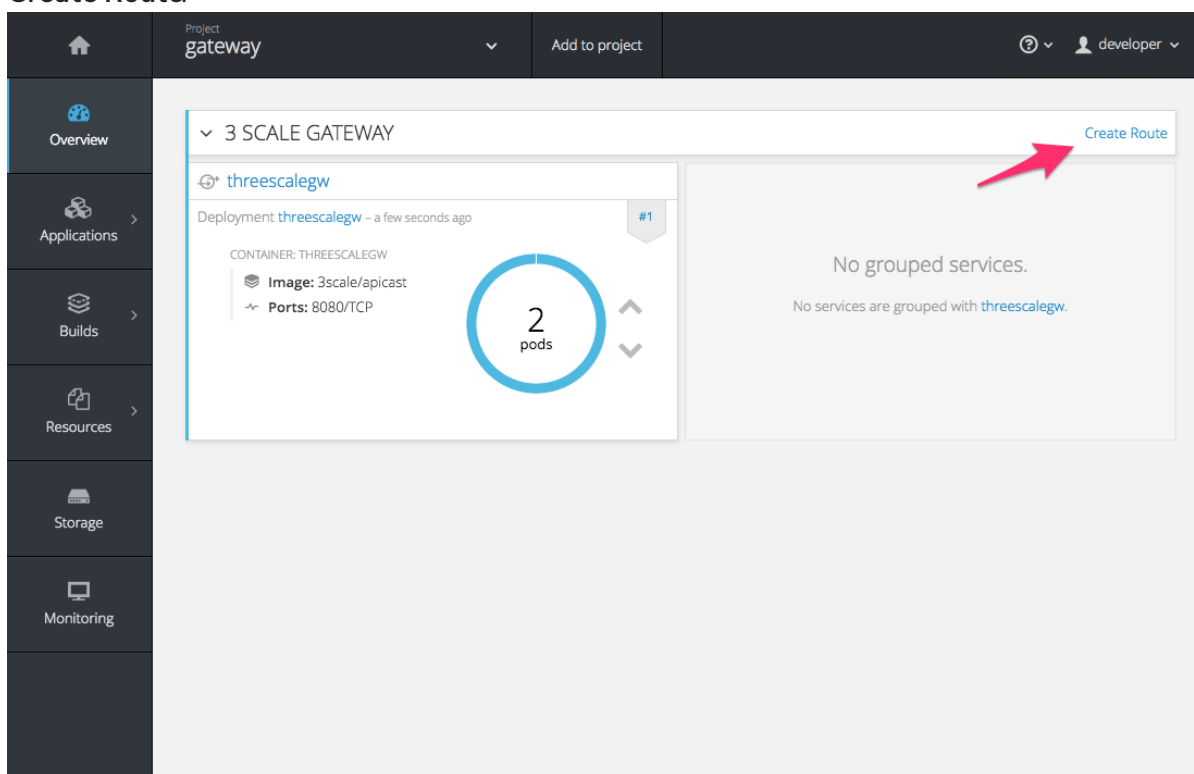 Project
gateway
Add to project
developer
Overview
3 SCALE GATEWAY
Create Route
threescalegw
Deployment threescalegw – a few seconds ago
#1
CONTAINER: THREESCALEGW
Image: 3scale/apicast
Ports: 8080/TCP
2
pods
No grouped services.
No services are grouped with threescalegw.
Applications
Builds
Resources
Storage
Monitoring